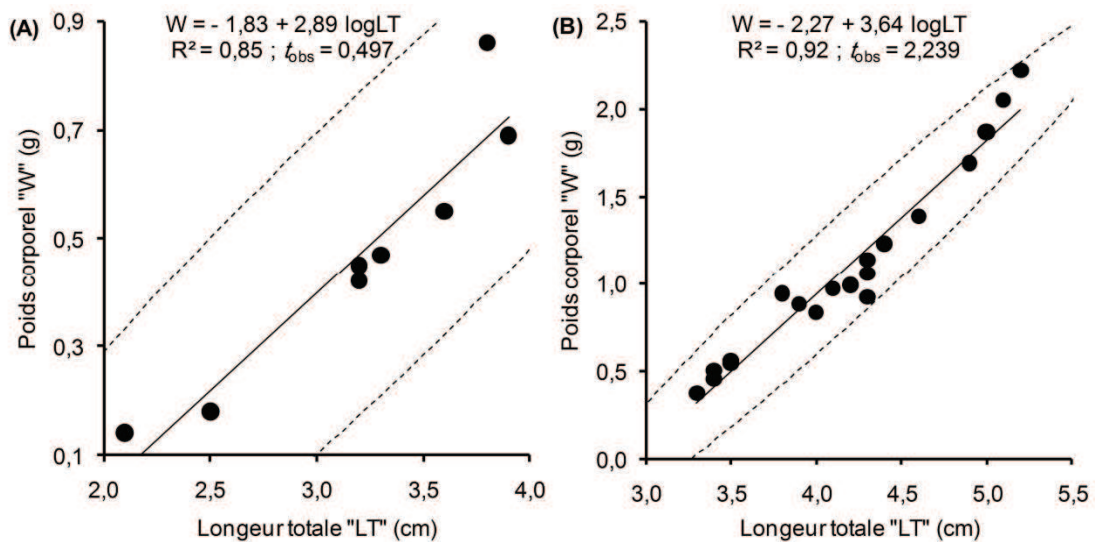 (A)
W = - 1,83 + 2,89 logLT
R² = 0,85 ; tobs = 0,497
Poids corporel "W" (g)
0,9
0,7
0,5
0,3
0,1
2,0 2,5 3,0 3,5 4,0
Longeur totale "LT" (cm)
(B)
W = - 2,27 + 3,64 logLT
R² = 0,92 ; tobs = 2,239
Poids corporel "W" (g)
2,5
2,0
1,5
1,0
0,5
0,0
3,0 3,5 4,0 4,5 5,0 5,5
Longeur totale "LT" (cm)